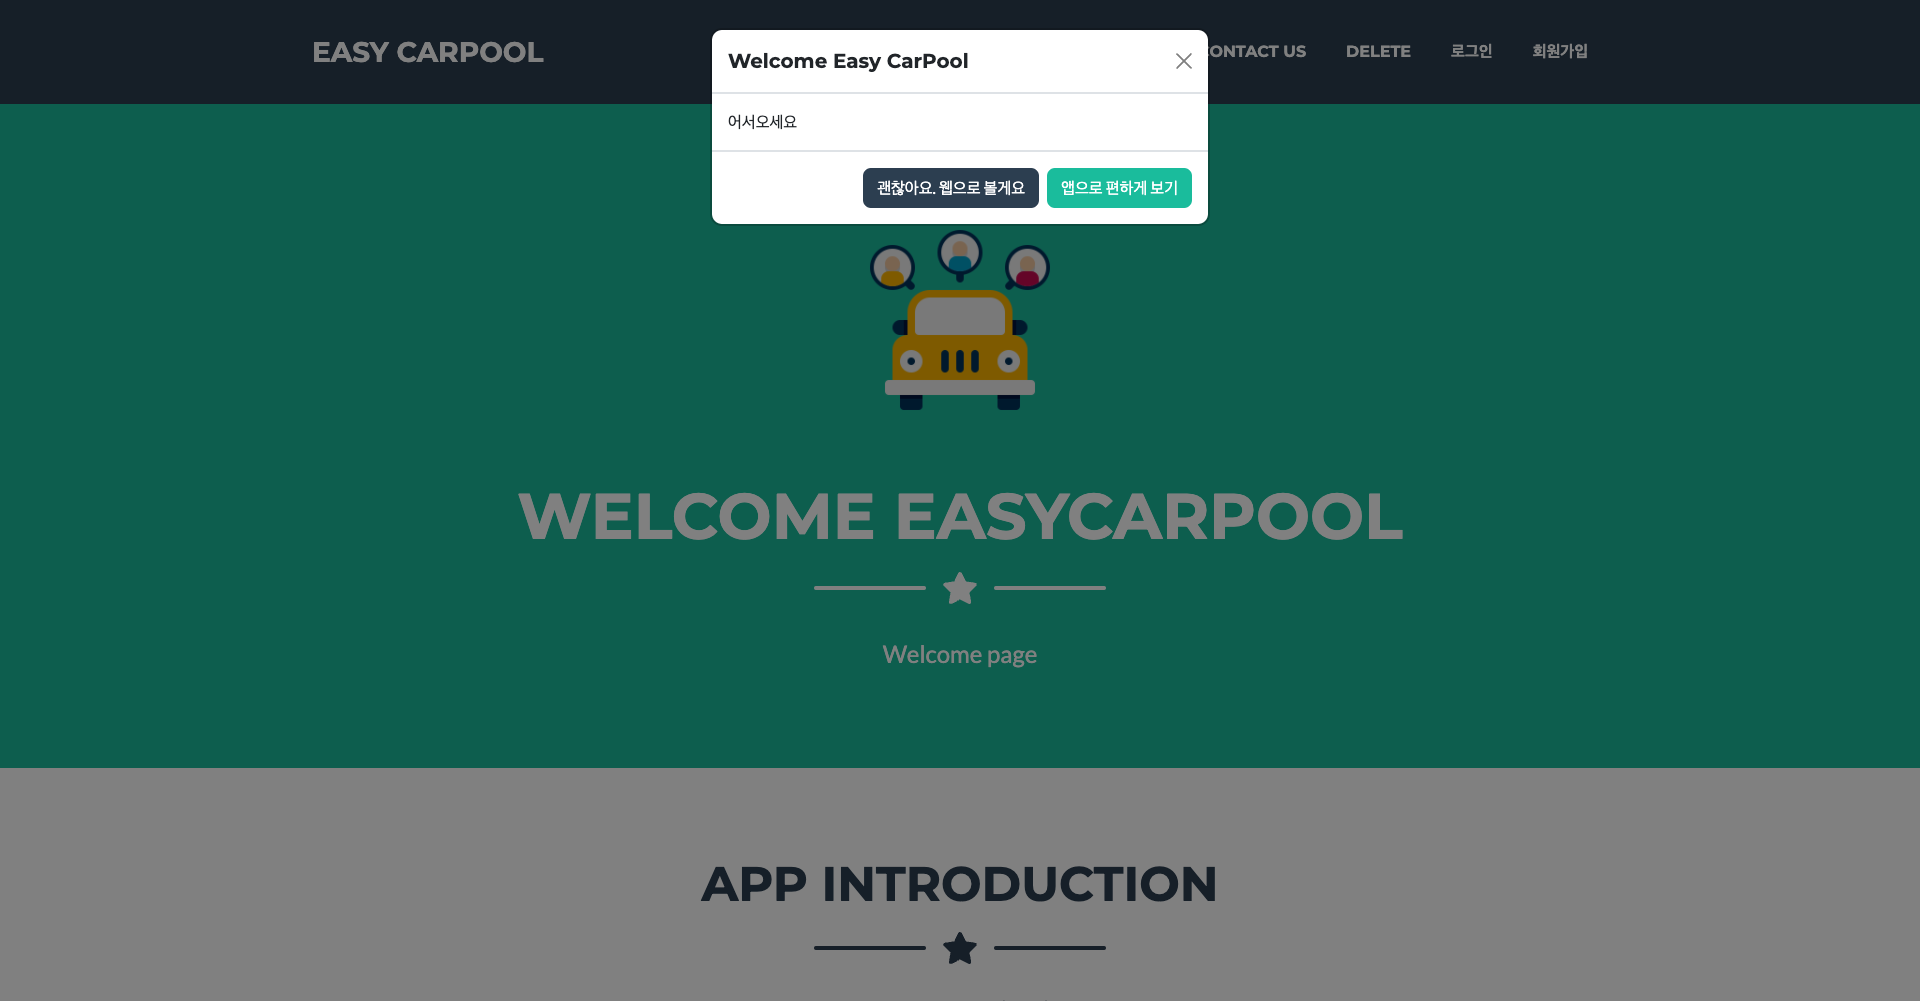 EASY CARPOOL
ONTACT US
DELETE
로그인
회원가입
Welcome Easy CarPool
어서오세요
괜찮아요. 웹으로 볼게요
앱으로 편하게 보기
WELCOME EASYCARPOOL
Welcome page
APP INTRODUCTION